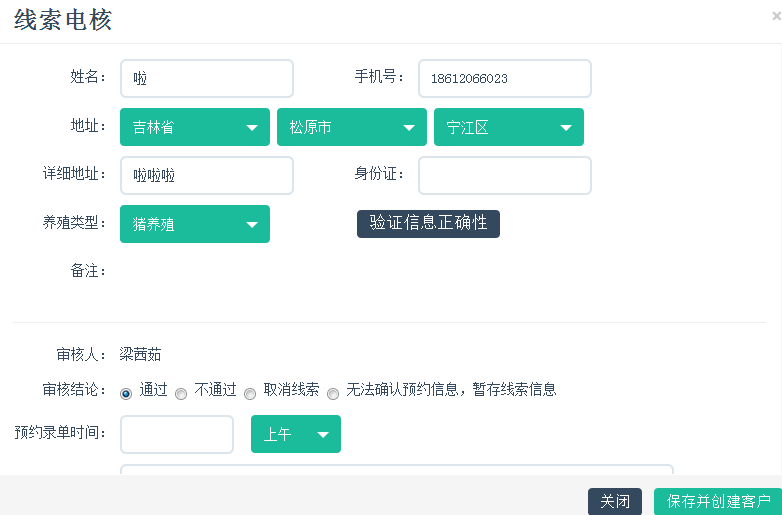 线索电核
×
姓名： 啦 手机号： 18612066023
地址： 吉林省 松原市 宁江区
详细地址： 啦啦啦 身份证：
养殖类型： 猪养殖 验证信息正确性
备注：
审核人： 梁茜茹
审核结论： 通过 不通过 取消线索 无法确认预约信息，暂存线索信息
预约录单时间： 上午
关闭 保存并创建客户